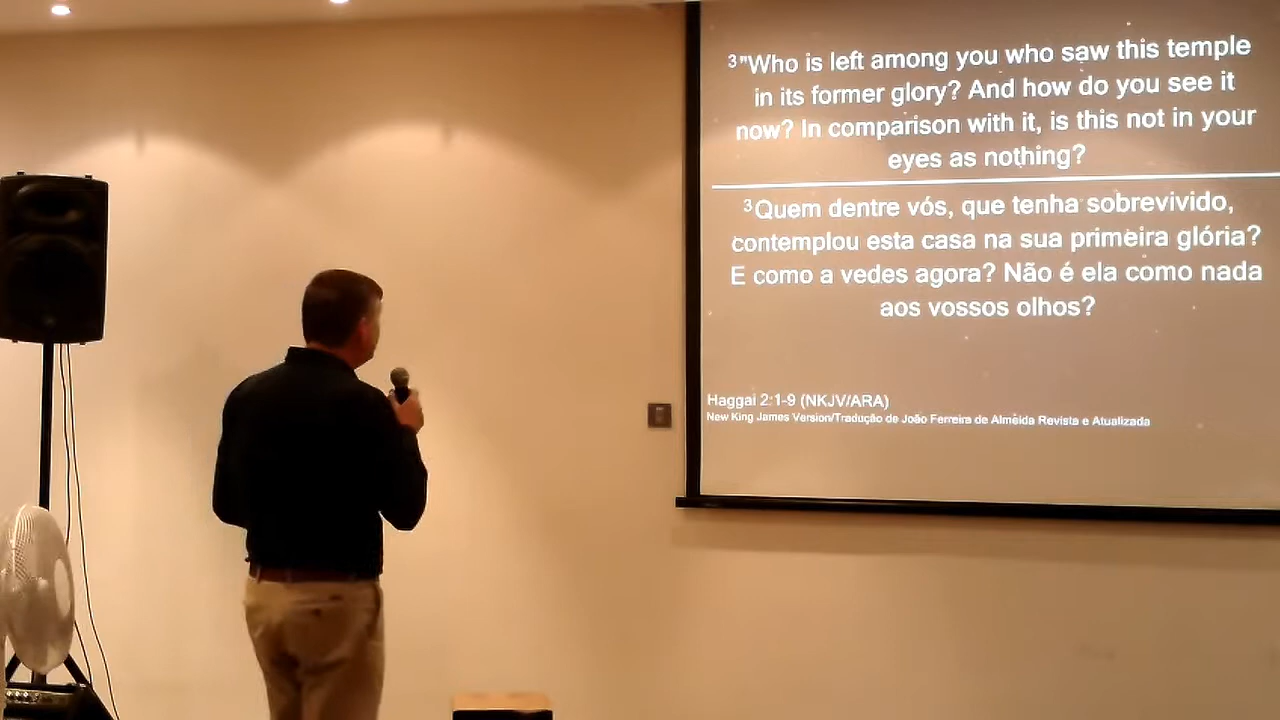 ³"Who is left among you who saw this temple
in its former glory? And how do you see it
now? In comparison with it, is this not in your
eyes as nothing?
³Quem dentre vós, que tenha sobrevivido,
contemplou esta casa na sua primeira glória?
E como a vedes agora? Não é ela como nada
aos vossos olhos?
Haggai 2:1-9 (NKJV/ARA)
New King James Version/Tradução de João Ferreira de Almeida Revista e Atualizada